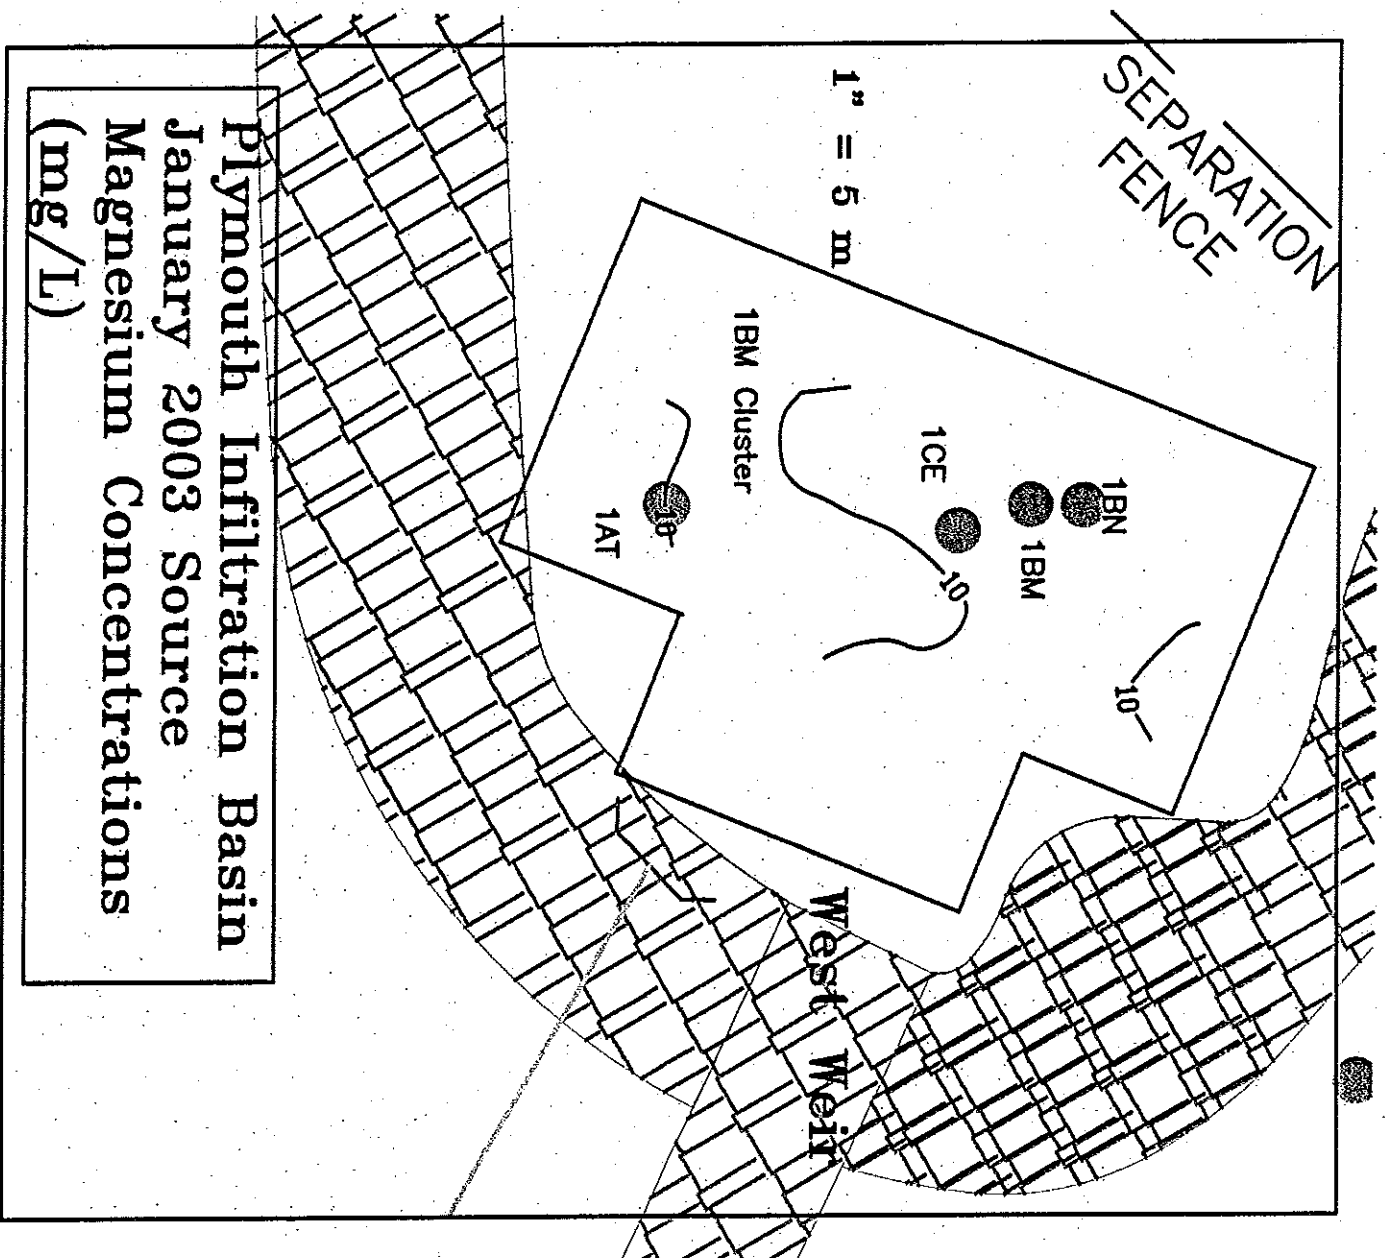 SEPARATION
FENCE
1" = 5 m
1BN
1BM
1CE
10
10
1BM Cluster
10
1AT
West Weir
Plymouth Infiltration Basin
January 2003 Source
Magnesium Concentrations
(mg/L)